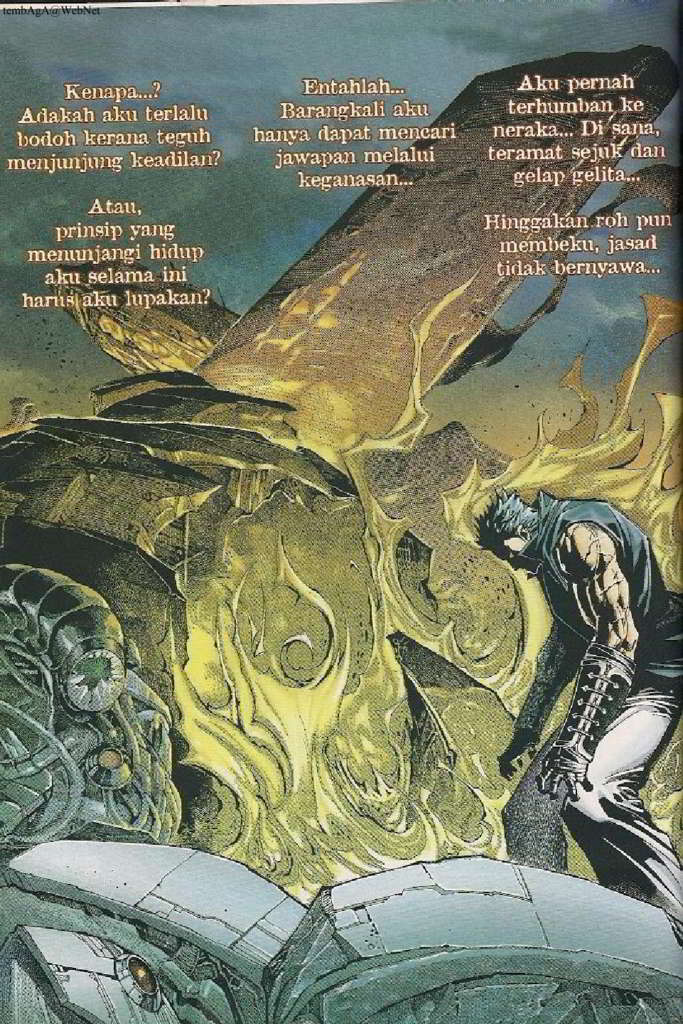 tembAgA@WebNet
Kenapa...?
Adakah aku terlalu
bodoh kerana teguh
menjunjung keadilan?
Atau,
prinsip yang
menunjangi hidup
aku selama ini
harus aku lupakan?
Entahlah...
Barangkali aku
hanya dapat mencari
jawapan melalui
keganasan...
Aku pernah
terhumban ke
neraka... Di sana,
teramat sejuk dan
gelap gelita...
Hinggakan roh pun
membeku, jasad
tidak bernyawa...